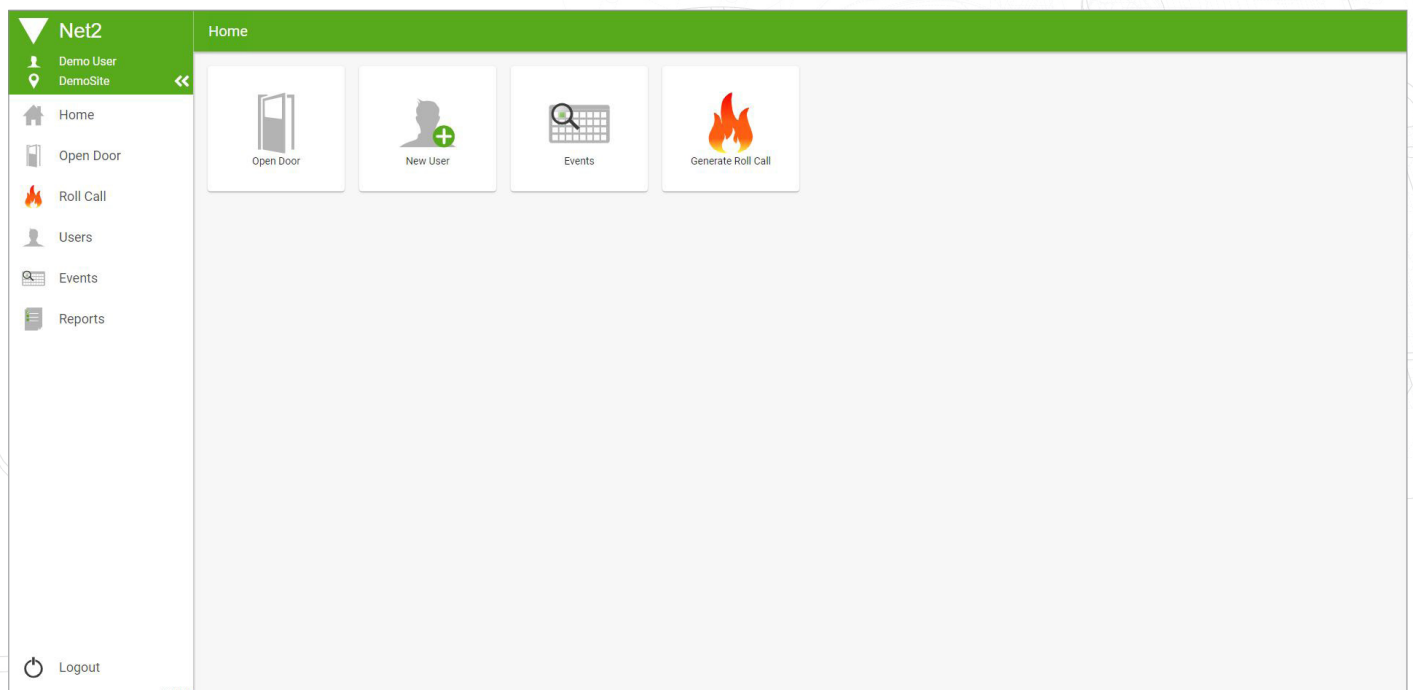 Net2
Demo User
DemoSite
Home
Open Door
Roll Call
Users
Events
Reports
Logout
Home
Open Door
New User
Events
Generate Roll Call